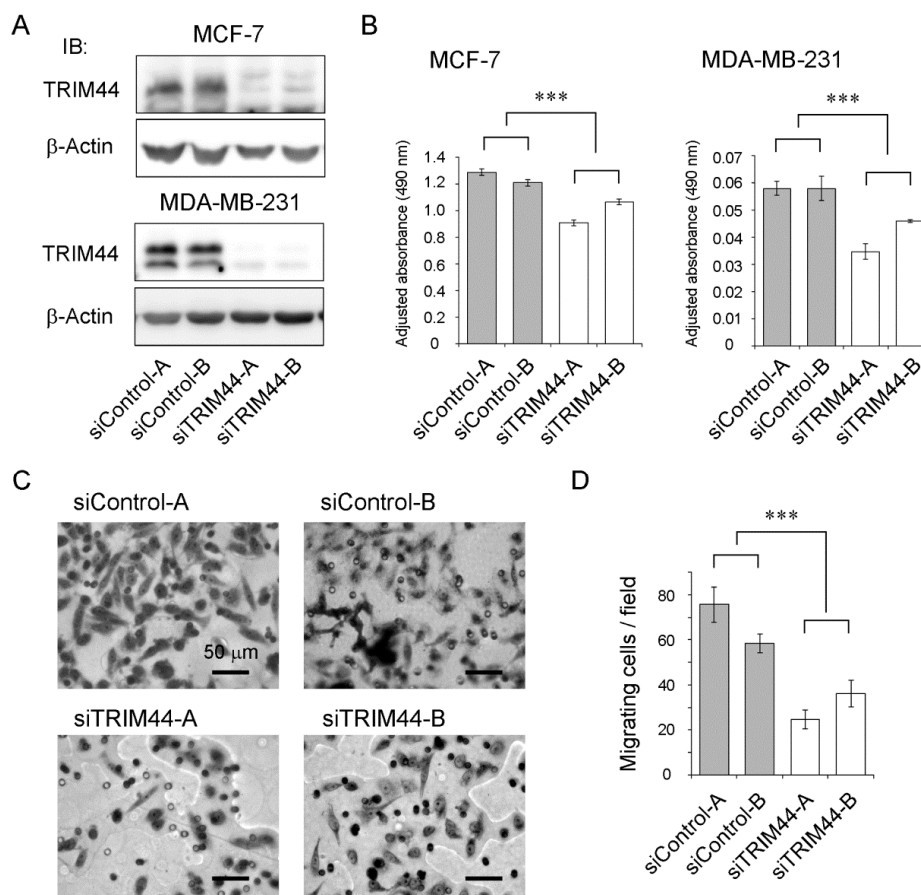 A
IB:
MCF-7
TRIM44
β-Actin
MDA-MB-231
TRIM44
β-Actin
siControl-A
siControl-B
siTRIM44-A
siTRIM44-B
B
MCF-7
***
Adjusted absorbance (490 nm)
1.4
1.2
1.0
0.8
0.6
0.4
0.2
0
siControl-A
siControl-B
siTRIM44-A
siTRIM44-B
MDA-MB-231
***
Adjusted absorbance (490 nm)
0.07
0.06
0.05
0.04
0.03
0.02
0.01
0
siControl-A
siControl-B
siTRIM44-A
siTRIM44-B
C
siControl-A
siControl-B
50 μm
siTRIM44-A
siTRIM44-B
D
***
Migrating cells / field
80
60
40
20
0
siControl-A
siControl-B
siTRIM44-A
siTRIM44-B